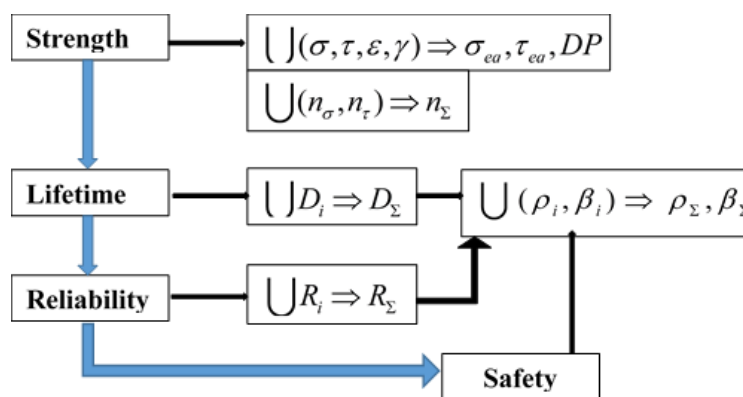 Strength
⋃(σ,τ,ε,γ) ⇒ σ_ea, τ_ea, DP
⋃(n_σ, n_τ) ⇒ n_Σ
Lifetime
⋃D_i ⇒ D_Σ
⋃ (ρ_i, β_i) ⇒ ρ_Σ, β_Σ
Reliability
⋃R_i ⇒ R_Σ
Safety